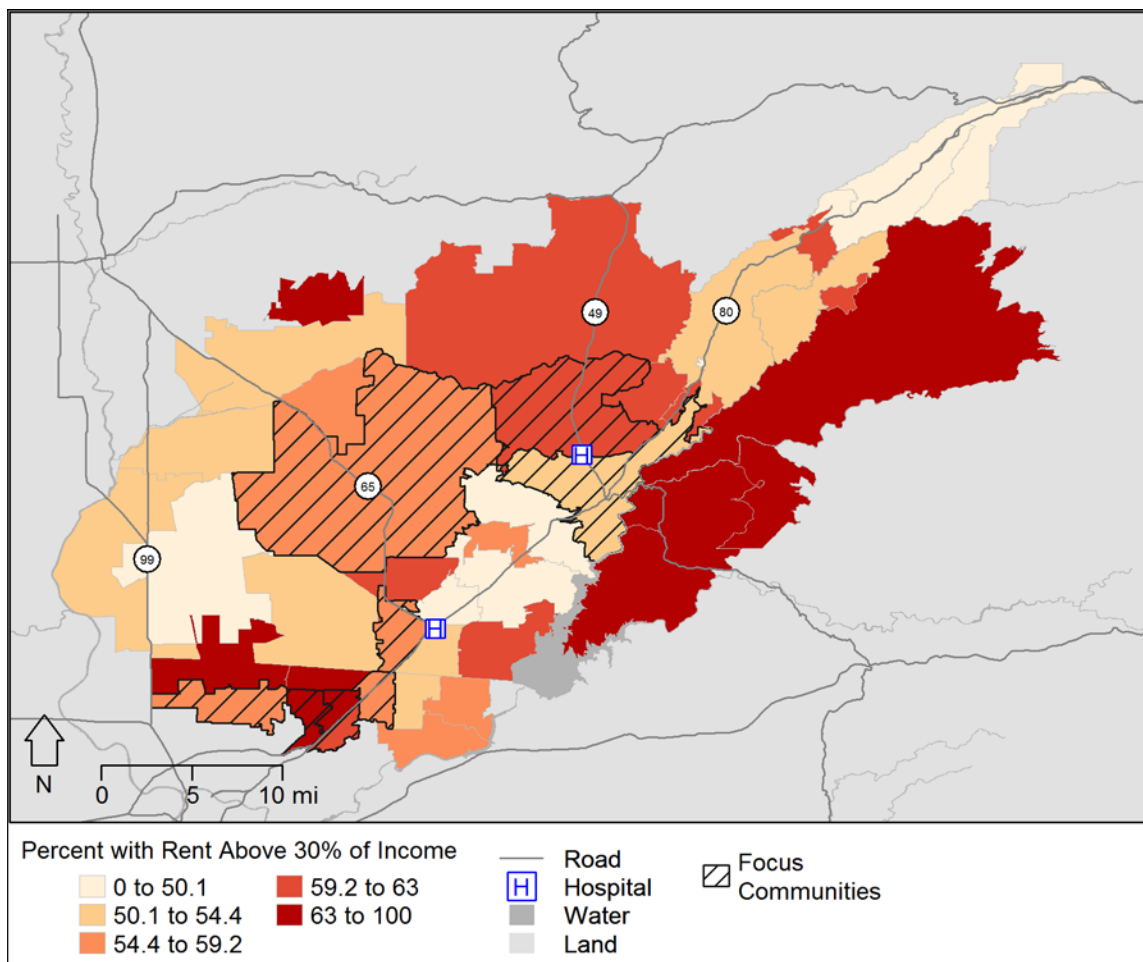 49
80
65
99
H
H
N
0 5 10 mi
Percent with Rent Above 30% of Income
0 to 50.1
50.1 to 54.4
54.4 to 59.2
59.2 to 63
63 to 100
Road
H Hospital
Water
Land
Focus
Communities